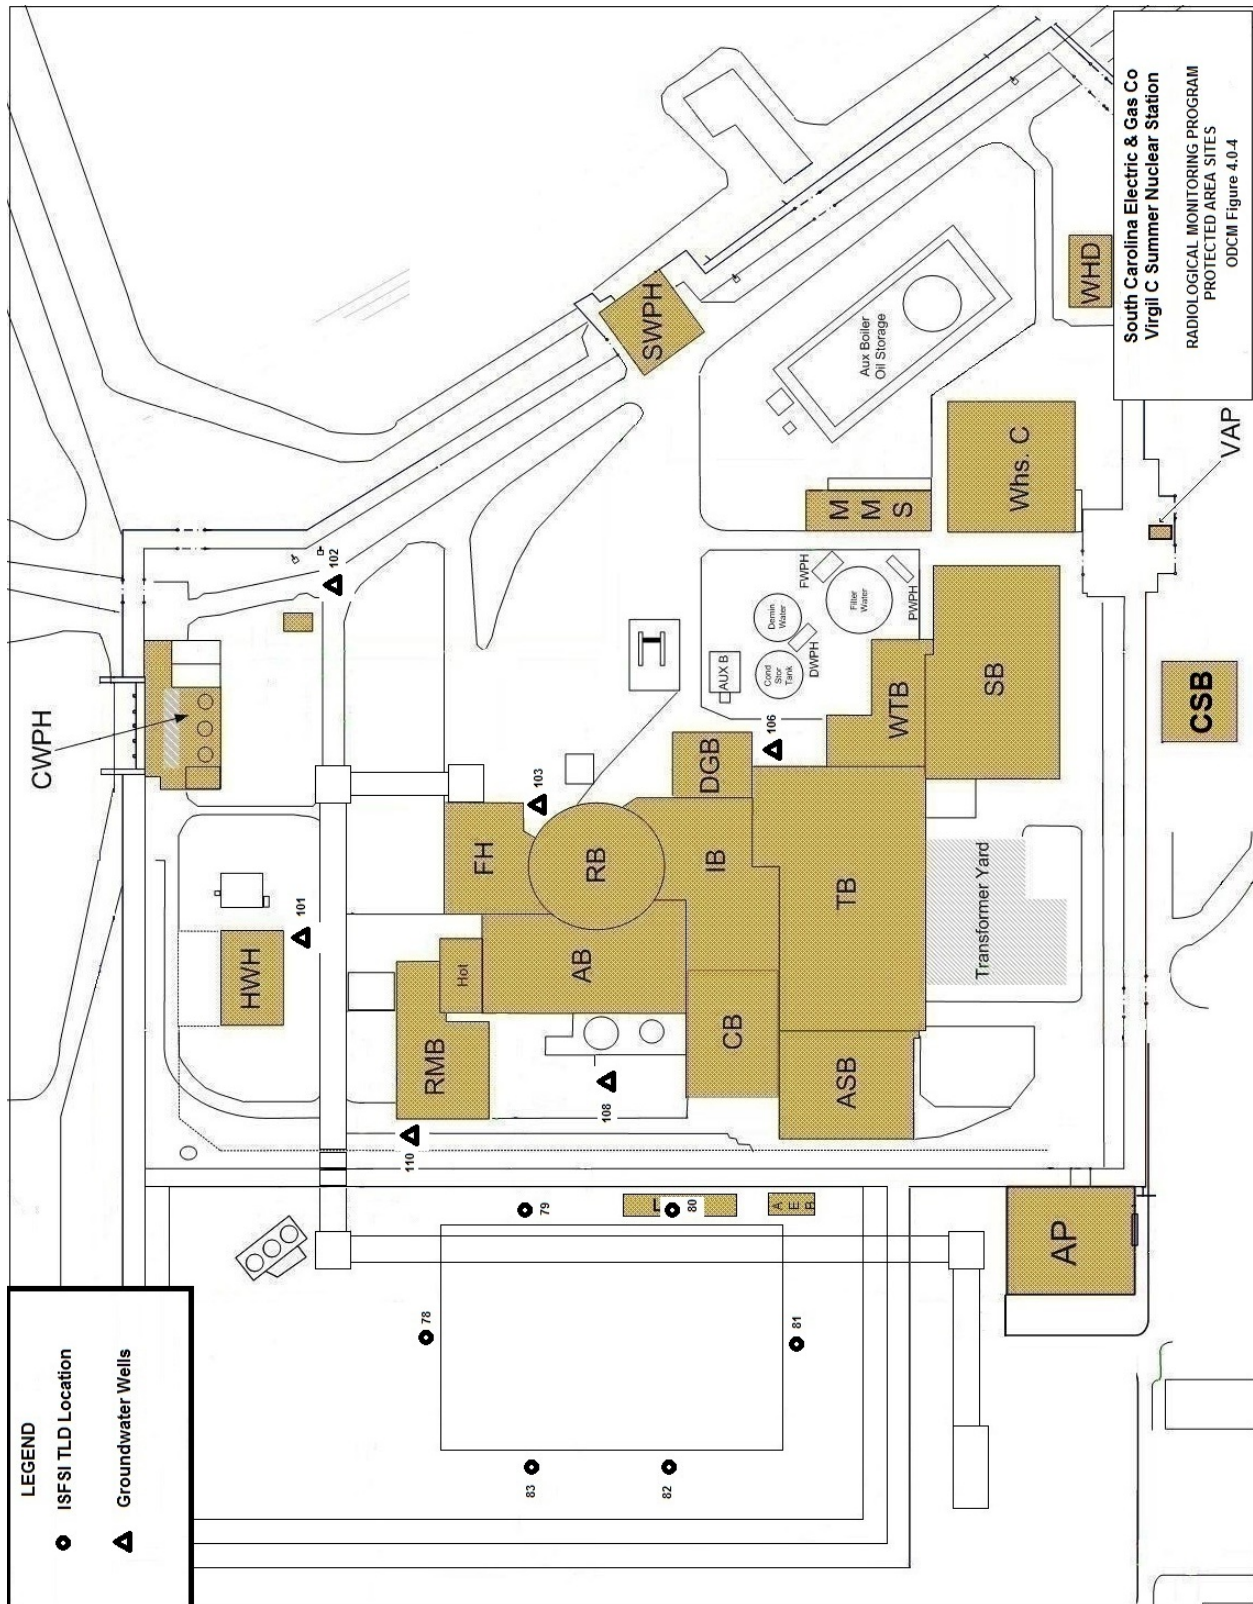 South Carolina Electric & Gas Co
Virgil C Summer Nuclear Station
RADIOLOGICAL MONITORING PROGRAM
PROTECTED AREA SITES
ODCM Figure 4.0-4
LEGEND
ISFSI TLD Location
Groundwater Wells
CWPH
SWPH
WHD
Aux Boiler
Oil Storage
Whs. C
VAP
M
M
S
102
101
103
106
108
110
FWPH
Filler
Water
PWPH
Demin
Water
DWPH
Cond
Stor
Tank
AUX B
WTB
SB
CSB
DGB
FH
RB
IB
TB
Transformer Yard
HWH
Hot
AB
RMB
CB
ASB
AP
A
E
B
78
79
80
81
82
83